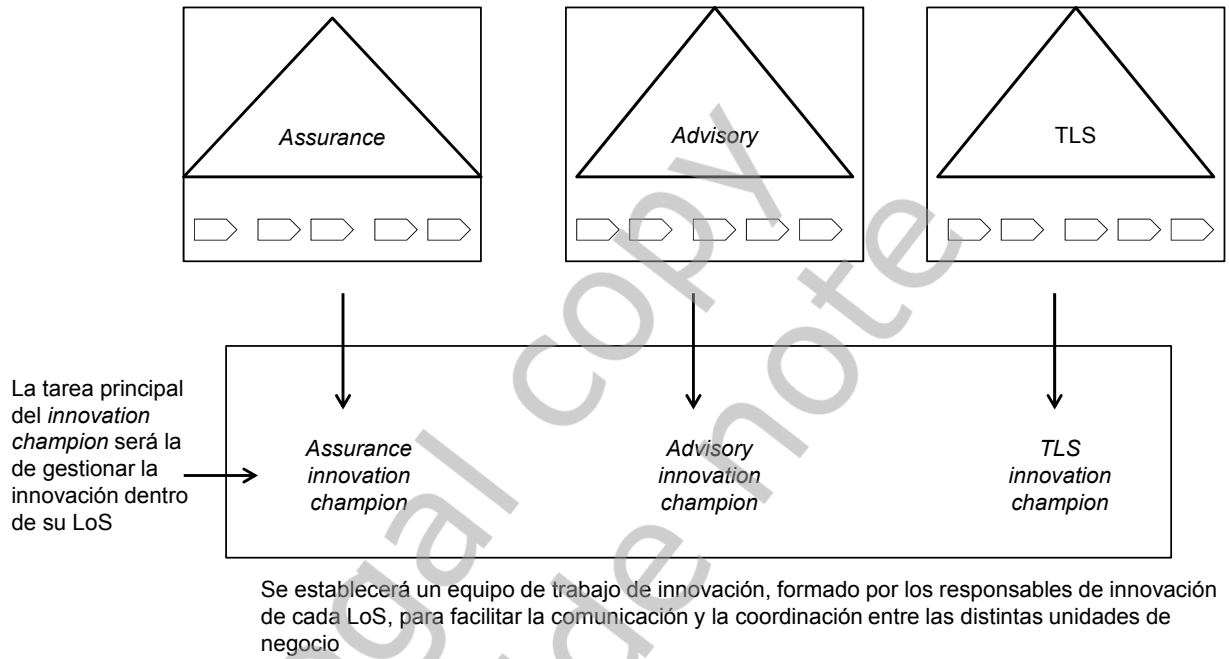 Assurance
Advisory
TLS
La tarea principal
del innovation
champion será la
de gestionar la
innovación dentro
de su LoS
Assurance
innovation
champion
Advisory
innovation
champion
TLS
innovation
champion
Se establecerá un equipo de trabajo de innovación, formado por los responsables de innovación
de cada LoS, para facilitar la comunicación y la coordinación entre las distintas unidades de
negocio
copy
note